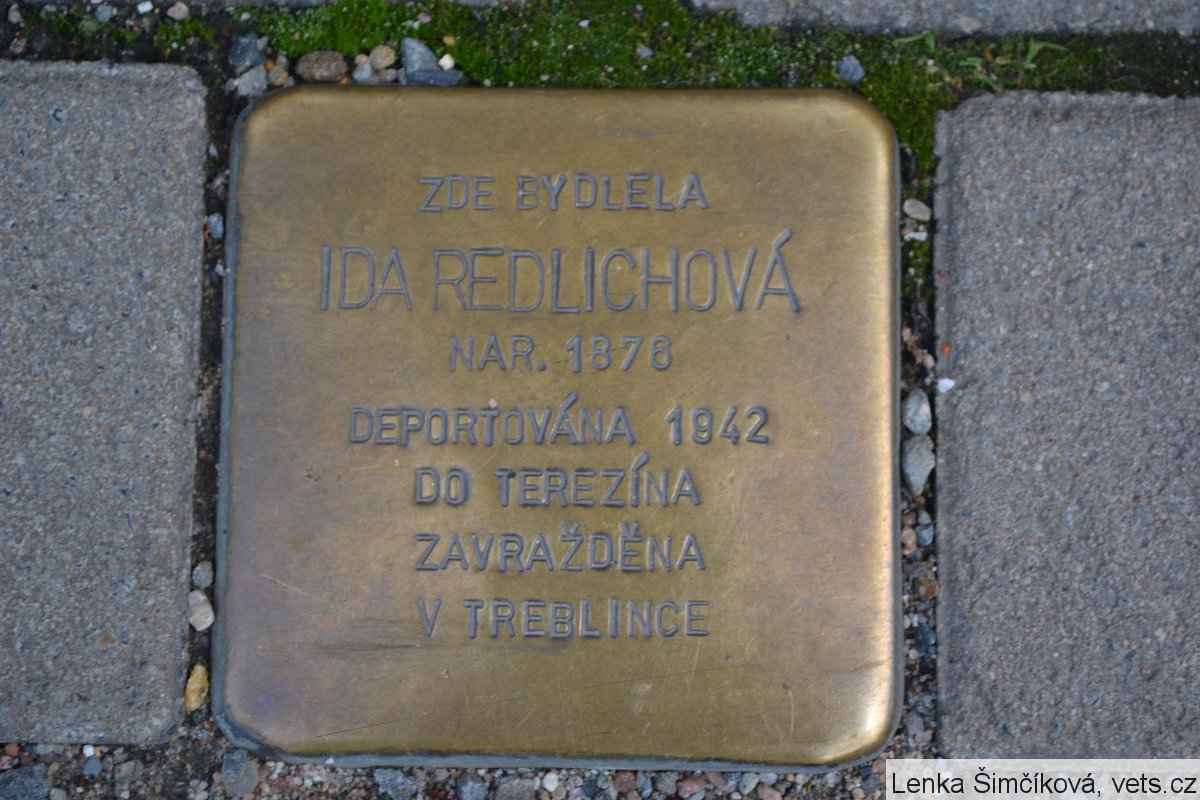 ZDE BYDLELA
IDA REDLICHOVÁ
NAR. 1876
DEPORTOVÁNA 1942
DO TEREZÍNA
ZAVRAŽDĚNA
V TREBLINCE
Lenka Šimčíková, vets.cz